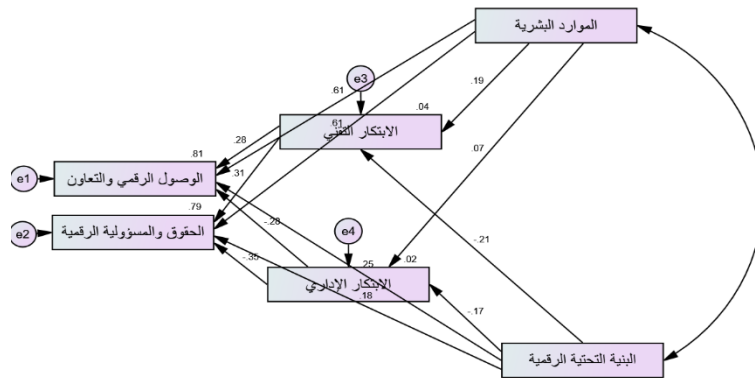 الموارد البشرية
e3
.61
.19
.04
.61
الابتكار التقني
.28
.07
.81
.31
e1
الوصول الرقمي والتعاون
.79
e2
الحقوق والمسؤولية الرقمية
-.28
e4
-.21
-.35
.25
.02
الابتكار الإداري
.18
-.17
البنية التحتية الرقمية